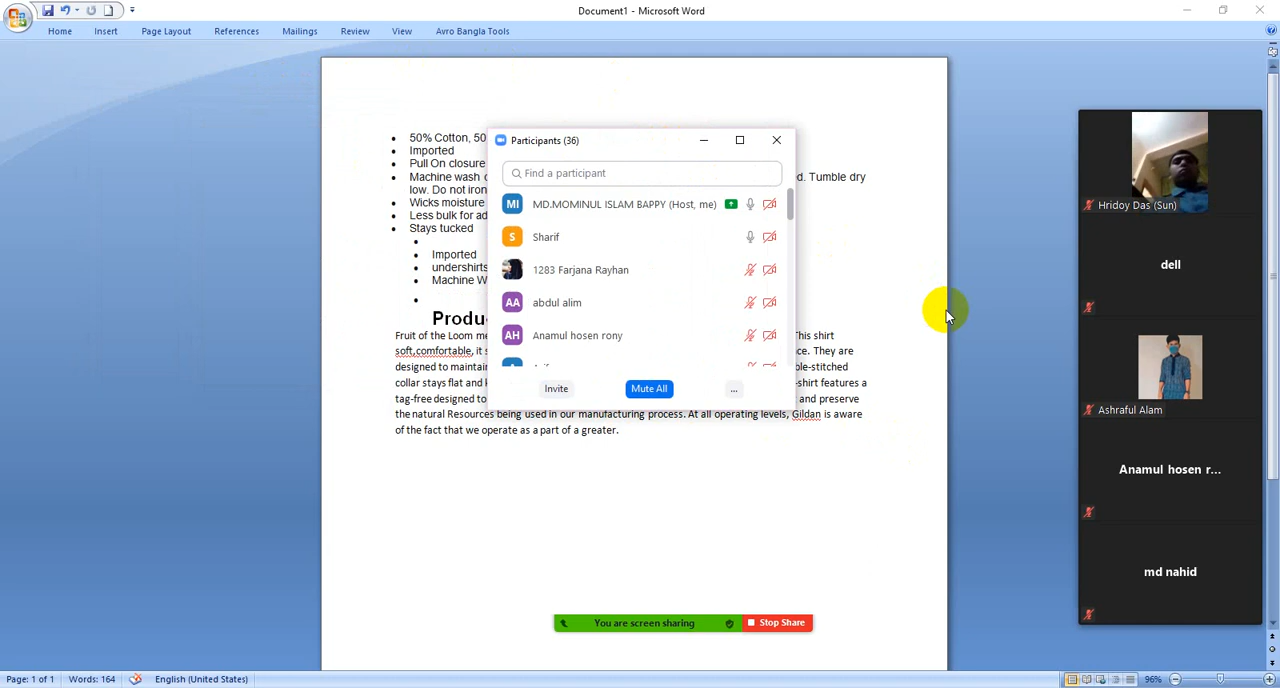 Document1 - Microsoft Word
Home Insert Page Layout References Mailings Review View Avro Bangla Tools
50% Cotton, 50
Imported
Pull On closure
Machine wash d. Tumble dry
low. Do not iron
Wicks moisture
Less bulk for ad
Stays tucked
Imported
undershirts
Machine W
Produ
Fruit of the Loom me his shirt
soft,comfortable, it s ce. They are
designed to maintain ble-stitched
collar stays flat and k -shirt features a
tag-free designed to and preserve
the natural Resources being used in our manufacturing process. At all operating levels, Gildan is aware
of the fact that we operate as a part of a greater.
Participants (36)
Find a participant
MI MD.MOMINUL ISLAM BAPPY (Host, me)
S Sharif
1283 Farjana Rayhan
AA abdul alim
AH Anamul hosen rony
Invite Mute All ...
Hridoy Das (Sun)
dell
Ashraful Alam
Anamul hosen r...
md nahid
You are screen sharing Stop Share
Page: 1 of 1 Words: 164 English (United States) 96%